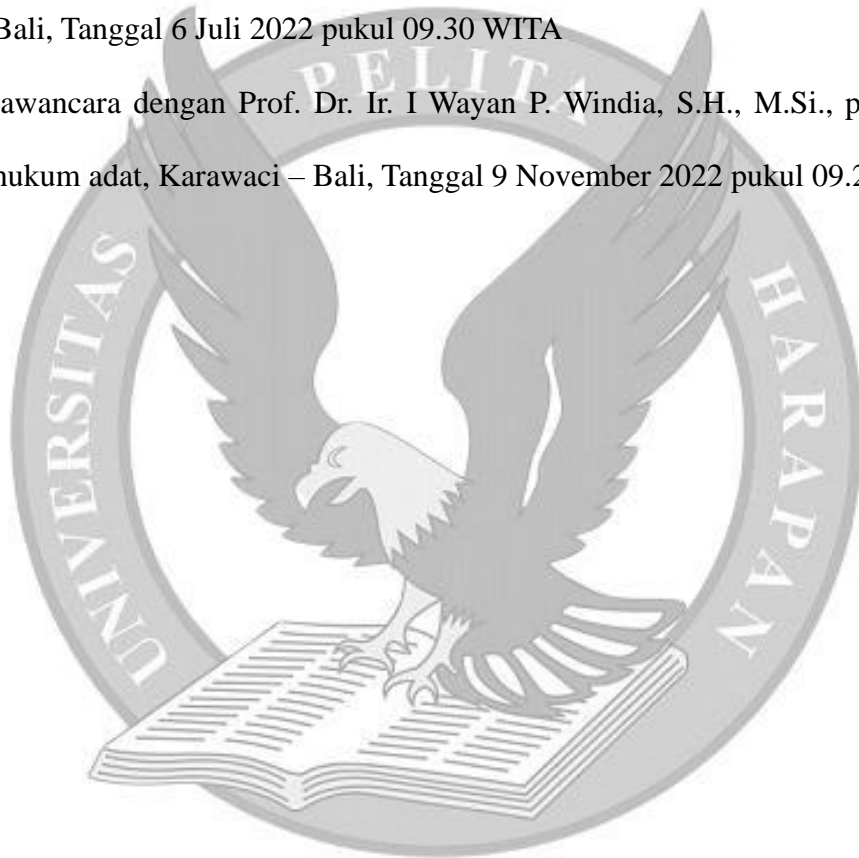 Bali, Tanggal 6 Juli 2022 pukul 09.30 WITA
awancara dengan Prof. Dr. Ir. I Wayan P. Windia, S.H., M.Si., p
hukum adat, Karawaci – Bali, Tanggal 9 November 2022 pukul 09.2
UNIVERSITAS PELITA HARAPAN